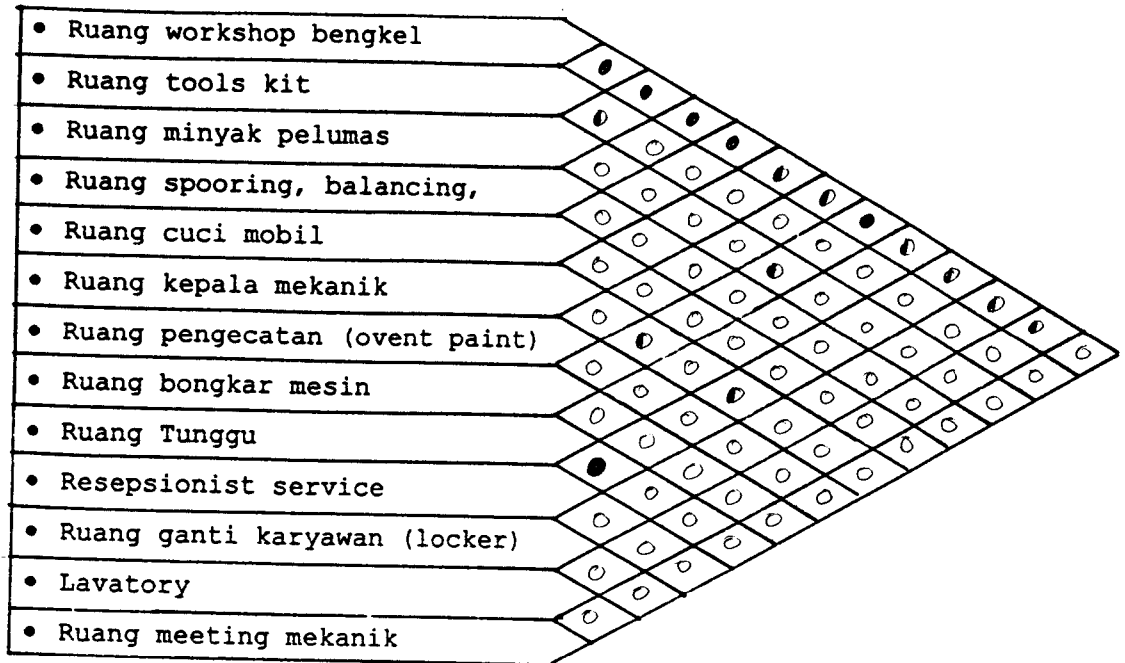 • Ruang workshop bengkel
• Ruang tools kit
• Ruang minyak pelumas
• Ruang spooring, balancing,
• Ruang cuci mobil
• Ruang kepala mekanik
• Ruang pengecatan (ovent paint)
• Ruang bongkar mesin
• Ruang Tunggu
• Resepsionist service
• Ruang ganti karyawan (locker)
• Lavatory
• Ruang meeting mekanik